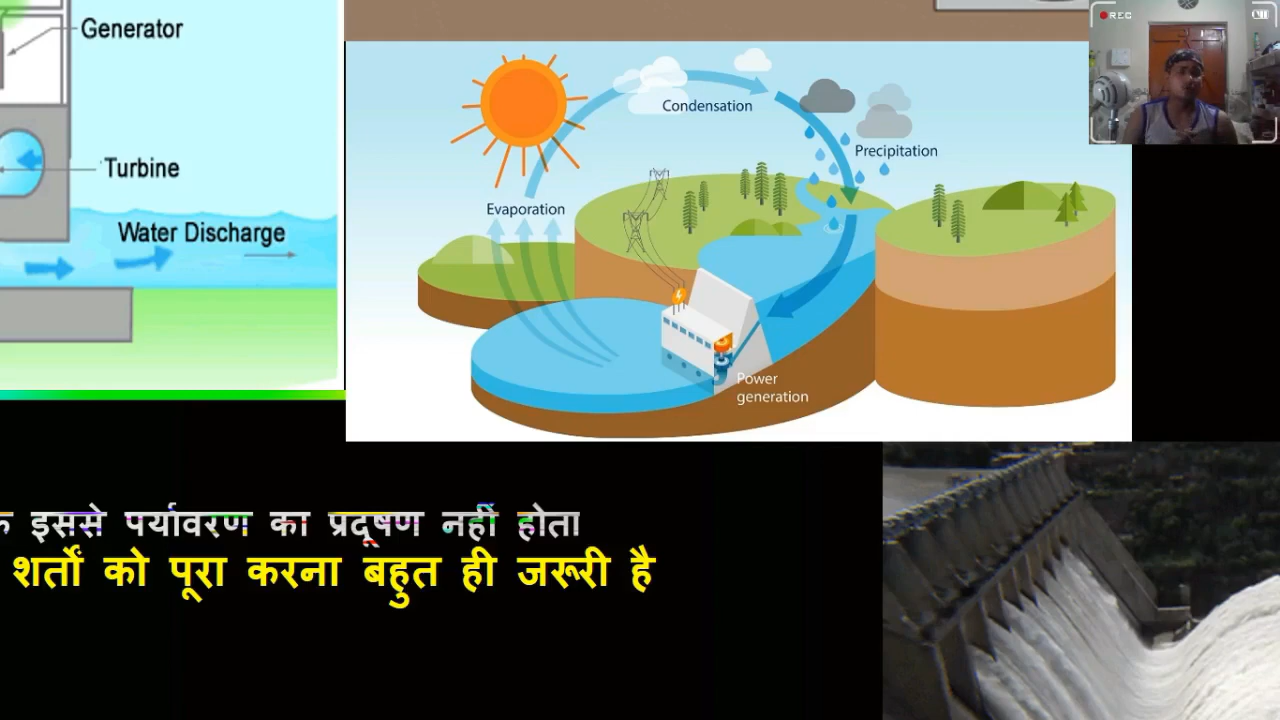 Generator
REC
Condensation
Precipitation
Turbine
Evaporation
Water Discharge
Power
generation
इससे पर्यावरण का प्रदूषण नहीं होता
शर्तों को पूरा करना बहुत ही जरूरी है